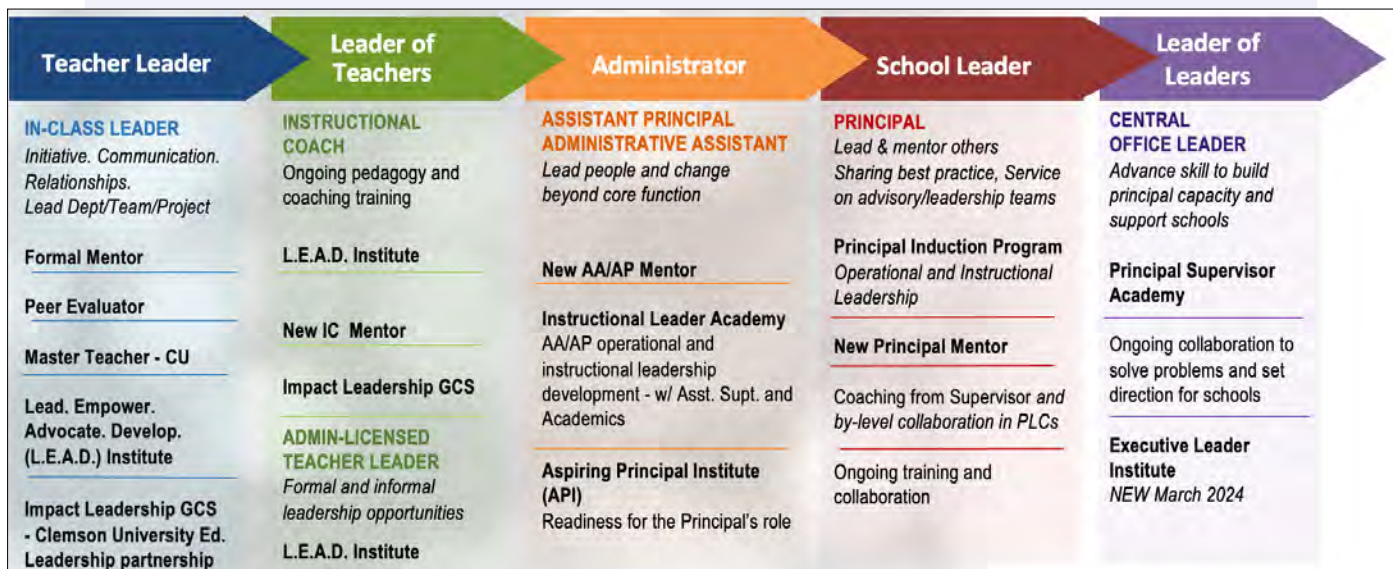 Teacher Leader
Leader of
Teachers
Administrator
School Leader
Leader of
Leaders
IN-CLASS LEADER
Initiative. Communication.
Relationships.
Lead Dept/Team/Project
Formal Mentor
Peer Evaluator
Master Teacher - CU
Lead. Empower.
Advocate. Develop.
(L.E.A.D.) Institute
Impact Leadership GCS
- Clemson University Ed.
Leadership partnership
INSTRUCTIONAL
COACH
Ongoing pedagogy and
coaching training
L.E.A.D. Institute
New IC Mentor
Impact Leadership GCS
ADMIN-LICENSED
TEACHER LEADER
Formal and informal
leadership opportunities
L.E.A.D. Institute
ASSISTANT PRINCIPAL
ADMINISTRATIVE ASSISTANT
Lead people and change
beyond core function
New AA/AP Mentor
Instructional Leader Academy
AA/AP operational and
instructional leadership
development - w/ Asst. Supt. and
Academics
Aspiring Principal Institute
(API)
Readiness for the Principal's role
PRINCIPAL
Lead & mentor others
Sharing best practice, Service
on advisory/leadership teams
Principal Induction Program
Operational and Instructional
Leadership
New Principal Mentor
Coaching from Supervisor and
by-level collaboration in PLCs
Ongoing training and
collaboration
CENTRAL
OFFICE LEADER
Advance skill to build
principal capacity and
support schools
Principal Supervisor
Academy
Ongoing collaboration to
solve problems and set
direction for schools
Executive Leader
Institute
NEW March 2024